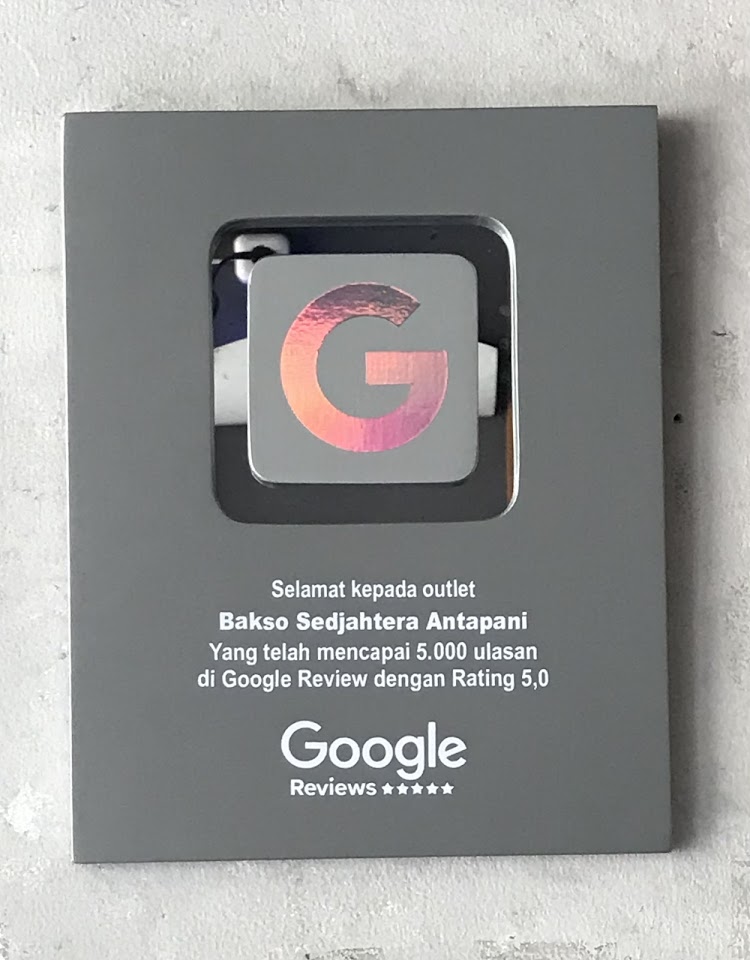 G
Selamat kepada outlet
Bakso Sedjahtera Antapani
Yang telah mencapai 5.000 ulasan
di Google Review dengan Rating 5,0
Google
Reviews ★★★★★